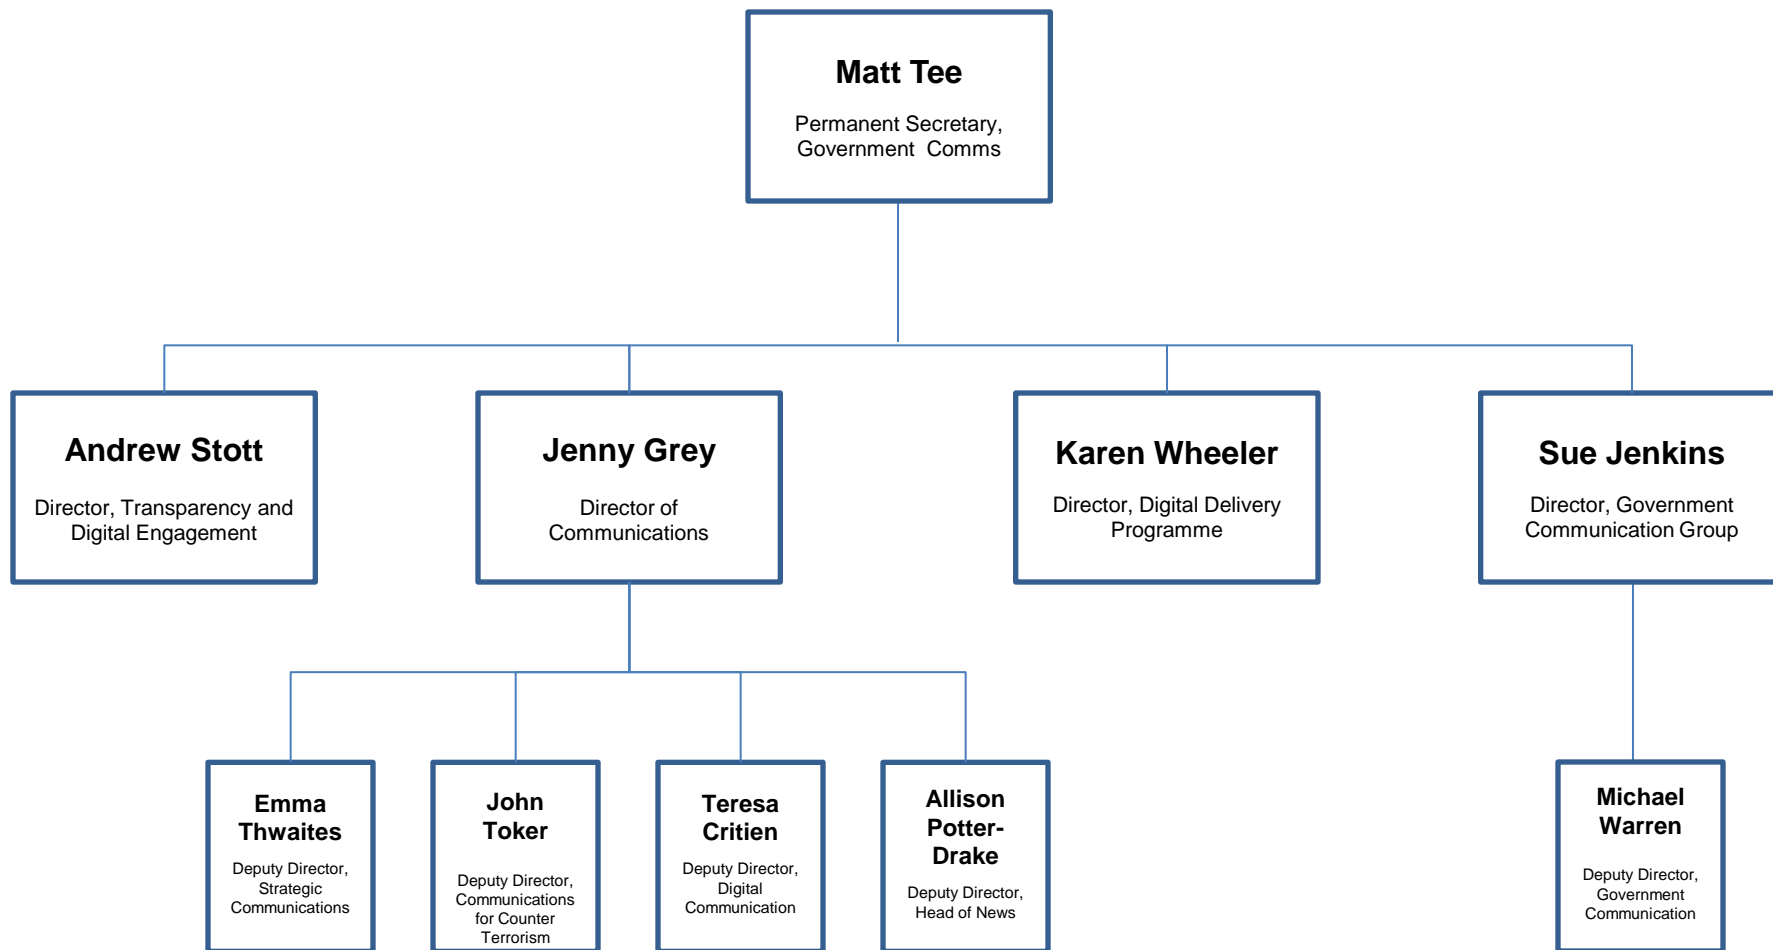 Matt Tee
Permanent Secretary,
Government  Comms
Andrew Stott
Director, Transparency and
Digital Engagement
Jenny Grey
Director of
Communications
Karen Wheeler
Director, Digital Delivery
Programme
Sue Jenkins
Director, Government
Communication Group
Emma
Thwaites
Deputy Director,
Strategic
Communications
John
Toker
Deputy Director,
Communications
for Counter
Terrorism
Teresa
Critien
Deputy Director,
Digital
Communication
Allison
Potter-
Drake
Deputy Director,
Head of News
Michael
Warren
Deputy Director,
Government
Communication